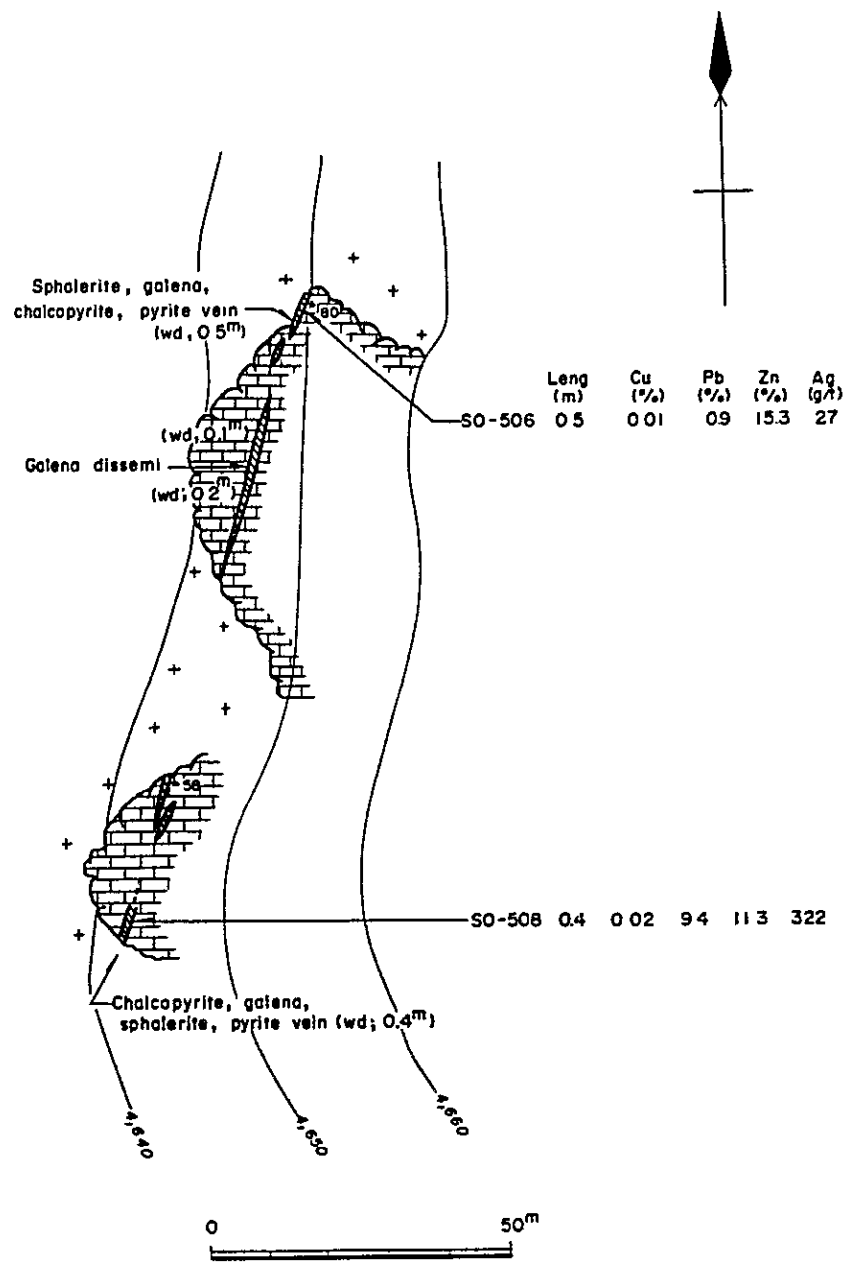 Sphalerite, galena,
chalcopyrite, pyrite vein
(wd, 0 5m)
80
Leng Cu Pb Zn Ag
(m) (%) (%) (%) (g/t)
SO-506 0 5 0 01 0.9 15.3 27
(wd, 0.1m)
Galena dissemi
(wd; 0 2m)
58
SO-508 0.4 0 02 9 4 11 3 322
Chalcopyrite, galena,
sphalerite, pyrite vein (wd; 0.4m)
4,640
4,650
4,660
0 50m